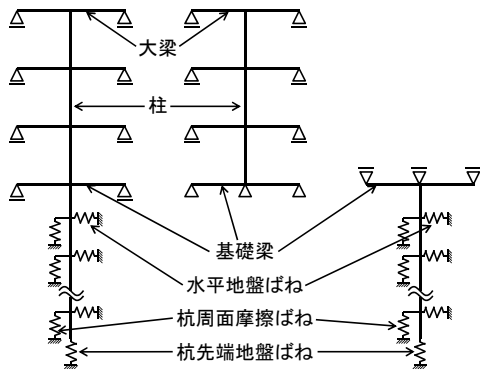 大梁
柱
基礎梁
水平地盤ばね
杭周面摩擦ばね
杭先端地盤ばね